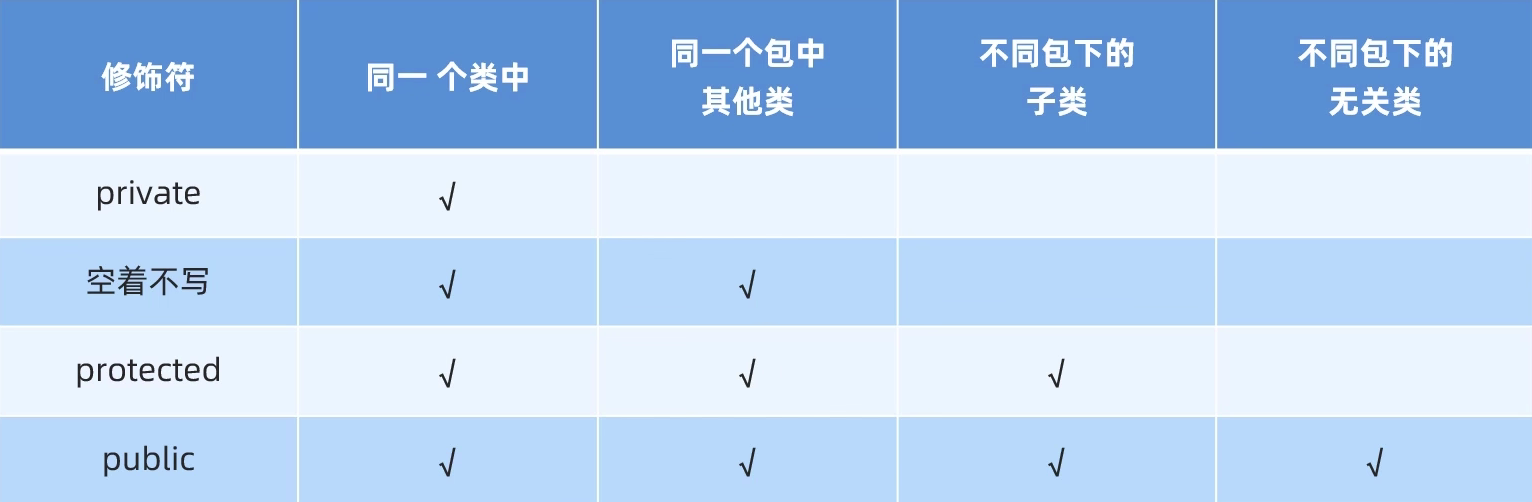 修饰符
同一 个类中
同一个包中
其他类
不同包下的
子类
不同包下的
无关类
private √
空着不写 √ √
protected √ √ √
public √ √ √ √